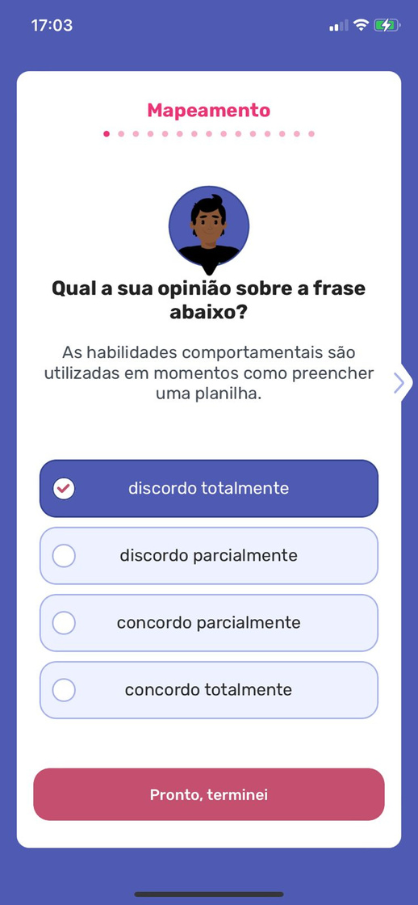 17:03
Mapeamento
Qual a sua opinião sobre a frase
abaixo?
As habilidades comportamentais são
utilizadas em momentos como preencher
uma planilha.
discordo totalmente
discordo parcialmente
concordo parcialmente
concordo totalmente
Pronto, terminei